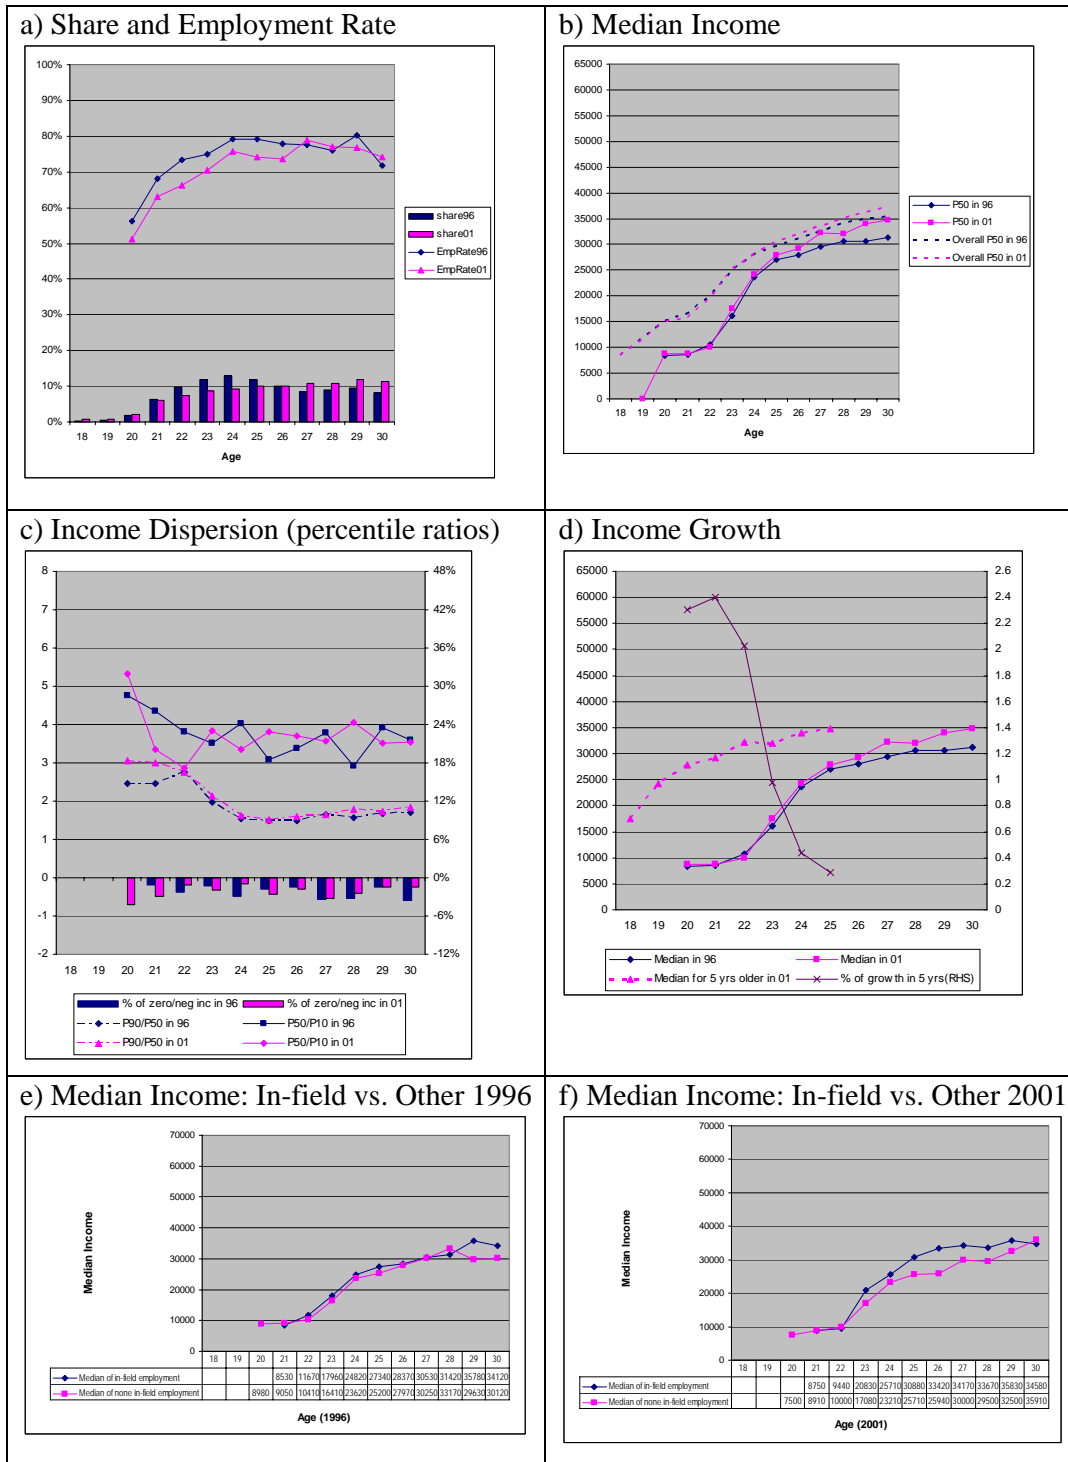 a) Share and Employment Rate
100%
90%
80%
70%
60%
50%
40%
30%
20%
10%
0%
18 19 20 21 22 23 24 25 26 27 28 29 30
Age
share96
share01
EmpRate96
EmpRate01
b) Median Income
65000
60000
55000
50000
45000
40000
35000
30000
25000
20000
15000
10000
5000
0
18 19 20 21 22 23 24 25 26 27 28 29 30
Age
P50 in 96
P50 in 01
Overall P50 in 96
Overall P50 in 01
c) Income Dispersion (percentile ratios)
8 48%
7 42%
6 36%
5 30%
4 24%
3 18%
2 12%
1 6%
0 0%
-1 -6%
-2 -12%
18 19 20 21 22 23 24 25 26 27 28 29 30
% of zero/neg inc in 96 % of zero/neg inc in 01
P90/P50 in 96 P50/P10 in 96
P90/P50 in 01 P50/P10 in 01
d) Income Growth
65000 2.6
60000 2.4
55000 2.2
50000 2
45000 1.8
40000 1.6
35000 1.4
30000 1.2
25000 1
20000 0.8
15000 0.6
10000 0.4
5000 0.2
0 0
18 19 20 21 22 23 24 25 26 27 28 29 30
Median in 96 Median in 01
Median for 5 yrs older in 01 % of growth in 5 yrs(RHS)
e) Median Income: In-field vs. Other 1996
Median Income
70000
60000
50000
40000
30000
20000
10000
0
18 19 20 21 22 23 24 25 26 27 28 29 30
Median of in-field employment 8530 11670 17960 24820 27340 28370 30530 31420 35780 34120
Median of none in-field employment 8980 9050 10410 16410 23620 25200 27970 30250 33170 29630 30120
Age (1996)
f) Median Income: In-field vs. Other 2001
Median Income
70000
60000
50000
40000
30000
20000
10000
0
18 19 20 21 22 23 24 25 26 27 28 29 30
Median of in-field employment 8750 9440 20830 25710 30880 33420 34170 33670 35830 34580
Median of none in-field employment 7500 8910 10000 17080 23210 25710 25940 30000 29500 32500 35910
Age (2001)